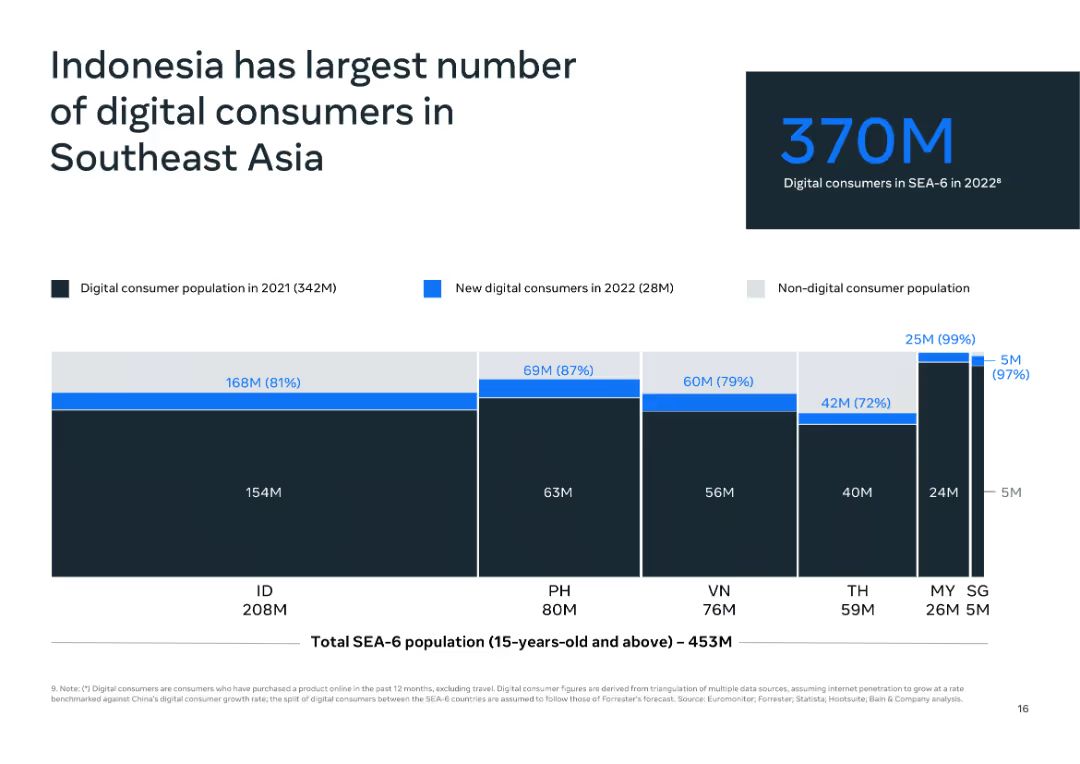 Indonesia has largest number
of digital consumers in
Southeast Asia
370M
Digital consumers in SEA-6 in 2022⁸
Digital consumer population in 2021 (342M)
New digital consumers in 2022 (28M)
Non-digital consumer population
25M (99%)
168M (81%)
69M (87%)
60M (79%)
42M (72%)
5M
(97%)
154M
63M
56M
40M
24M
5M
ID
208M
PH
80M
VN
76M
TH
59M
MY
26M
SG
5M
Total SEA-6 population (15-years-old and above) – 453M
9. Note: (*) Digital consumers are consumers who have purchased a product online in the past 12 months, excluding travel. Digital consumer figures are derived from triangulation of multiple data sources, assuming internet penetration to grow at a rate
benchmarked against China's digital consumer growth rate; the split of digital consumers between the SEA-6 countries are assumed to follow those of Forrester's forecast. Source: Euromonitor; Forrester; Statista; Hootsuite; Bain & Company analysis.
16